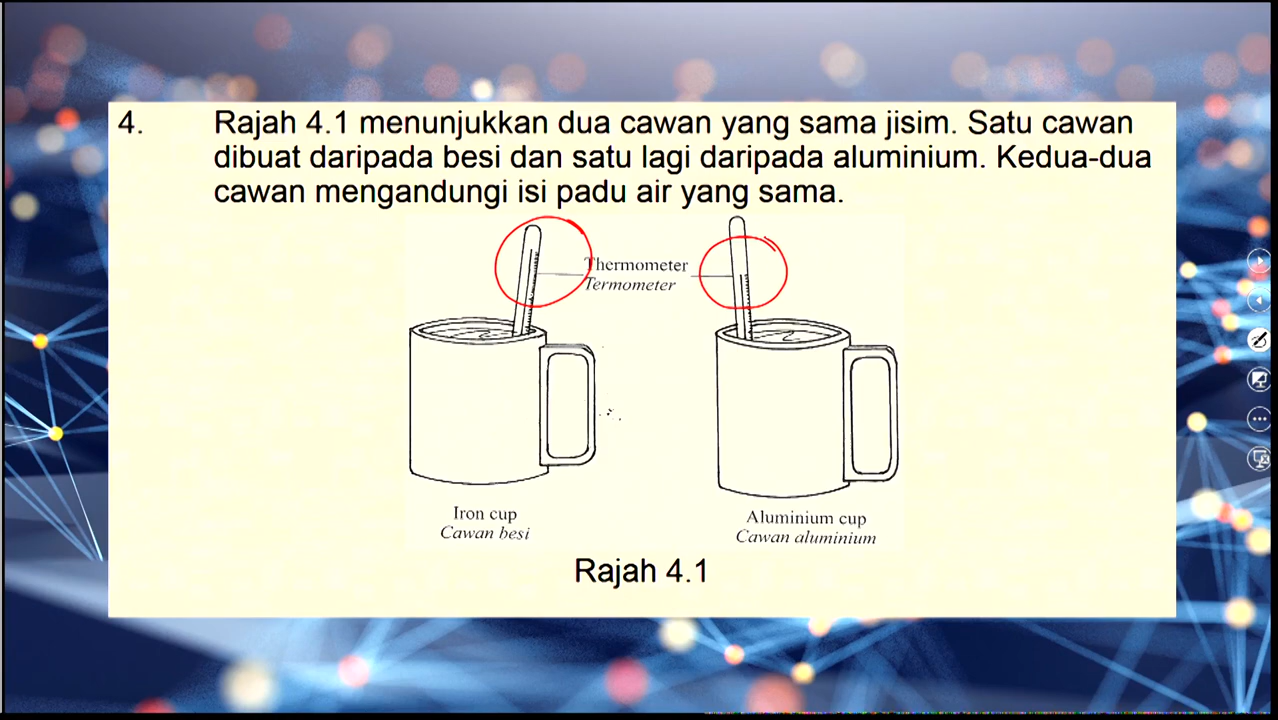 4. Rajah 4.1 menunjukkan dua cawan yang sama jisim. Satu cawan
dibuat daripada besi dan satu lagi daripada aluminium. Kedua-dua
cawan mengandungi isi padu air yang sama.
Thermometer
Termometer
Iron cup
Cawan besi
Aluminium cup
Cawan aluminium
Rajah 4.1